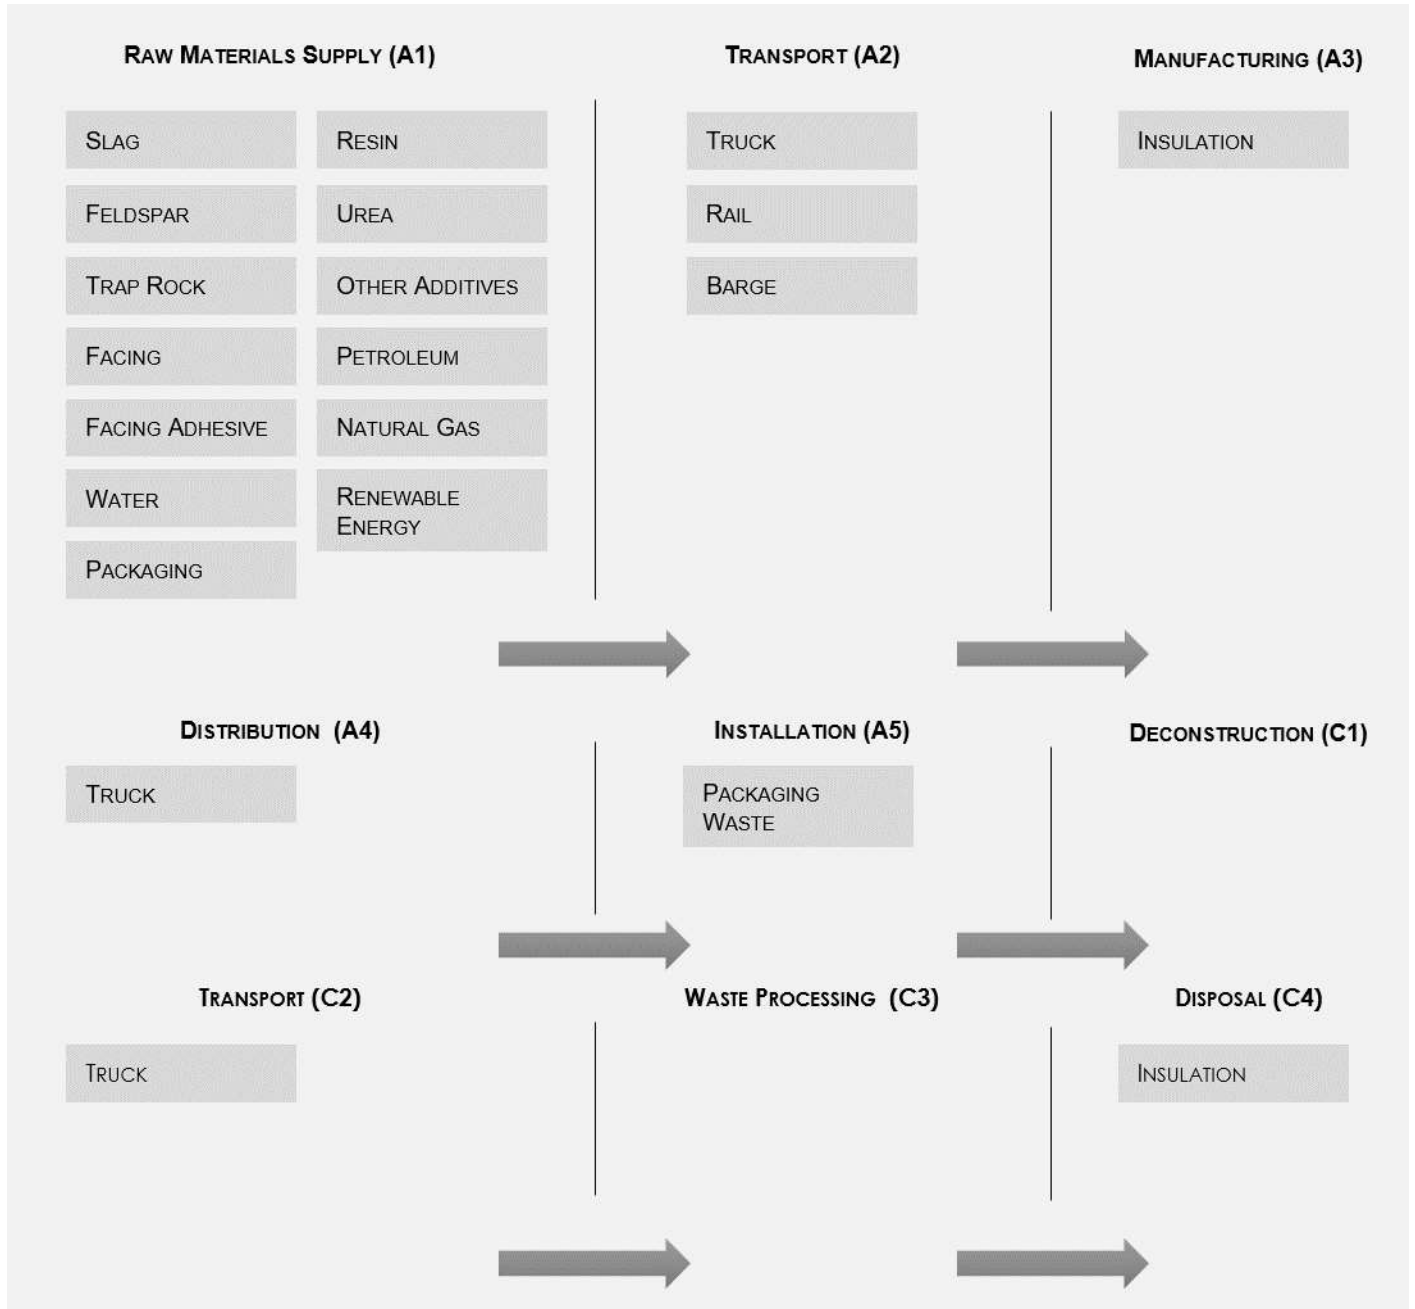 Raw Materials Supply (A1)
Slag
Feldspar
Trap Rock
Facing
Facing Adhesive
Water
Packaging
Resin
Urea
Other Additives
Petroleum
Natural Gas
Renewable
Energy
Transport (A2)
Truck
Rail
Barge
Manufacturing (A3)
Insulation
Distribution (A4)
Truck
Installation (A5)
Packaging
Waste
Deconstruction (C1)
Transport (C2)
Truck
Waste Processing (C3)
Disposal (C4)
Insulation